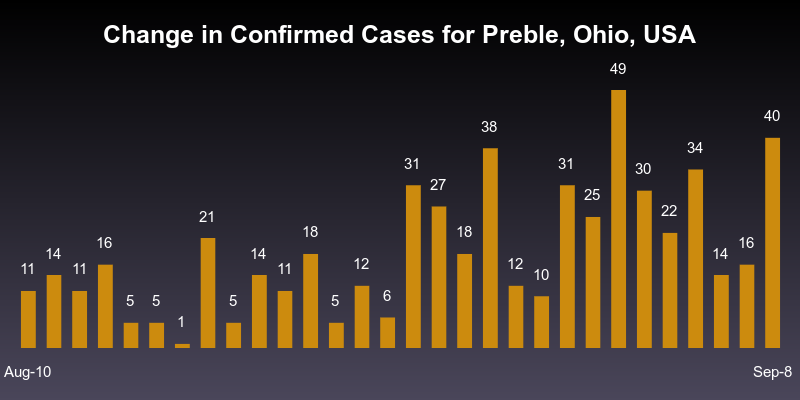 Change in Confirmed Cases for Preble, Ohio, USA
11 14 11 16 5 5 1 21 5 14 11 18 5 12 6 31 27 18 38 12 10 31 25 49 30 22 34 14 16 40
Aug-10 Sep-8